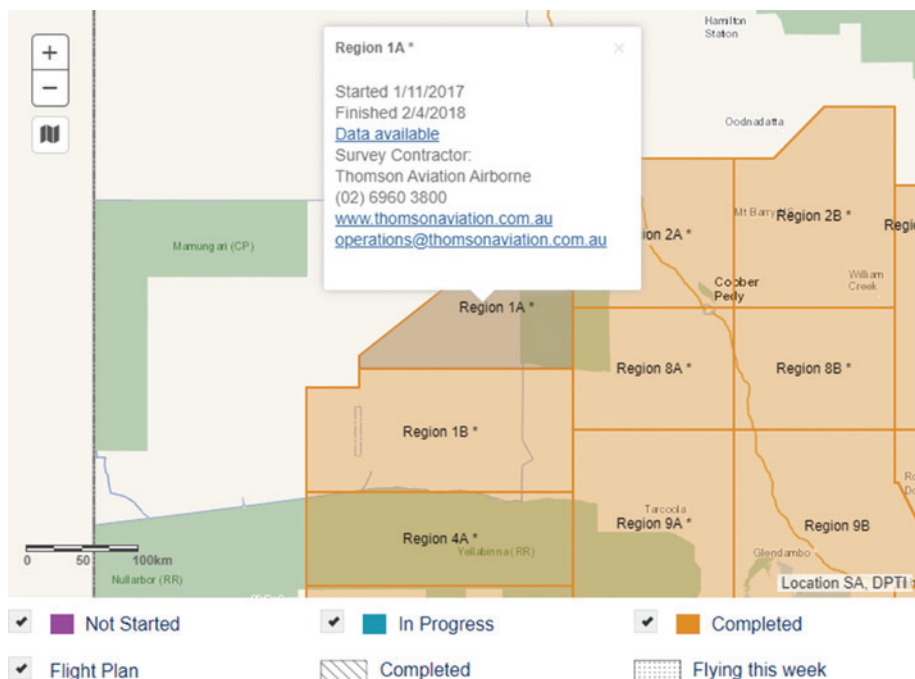 +
−
Region 1A *
×
Started 1/11/2017
Finished 2/4/2018
Data available
Survey Contractor:
Thomson Aviation Airborne
(02) 6960 3800
www.thomsonaviation.com.au
operations@thomsonaviation.com.au
Hamilton
Station
Oodnadatta
Mt Barry
Region 2B *
ion 2A *
Regi
Mamungari (CP)
William
Creek
Coober
Pedy
Region 1A *
Region 8A *
Region 8B *
Region 1B *
Tarcoola
Region 9A *
Region 9B
Region 4A *
Yellabinna (RR)
Glendambo
0 50 100km
Nullarbor (RR)
Location SA, DPTI
✔ Not Started
✔ In Progress
✔ Completed
✔ Flight Plan
Completed
Flying this week